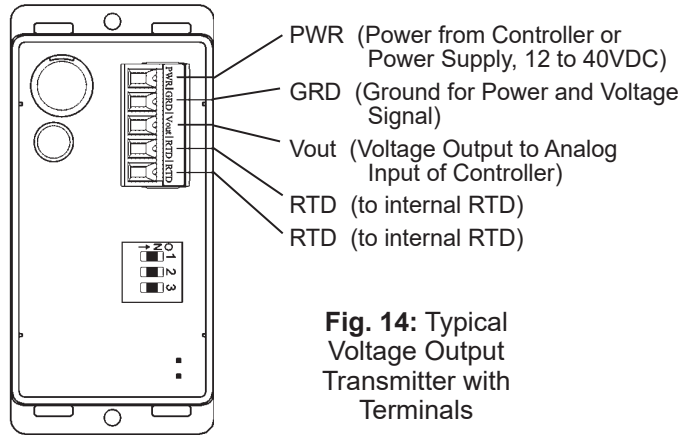 PWR (Power from Controller or
Power Supply, 12 to 40VDC)
GRD (Ground for Power and Voltage
Signal)
Vout (Voltage Output to Analog
Input of Controller)
RTD (to internal RTD)
RTD (to internal RTD)
PWR|GRD|Vout|RTD|RTD
ON
1 2 3
Fig. 14: Typical
Voltage Output
Transmitter with
Terminals